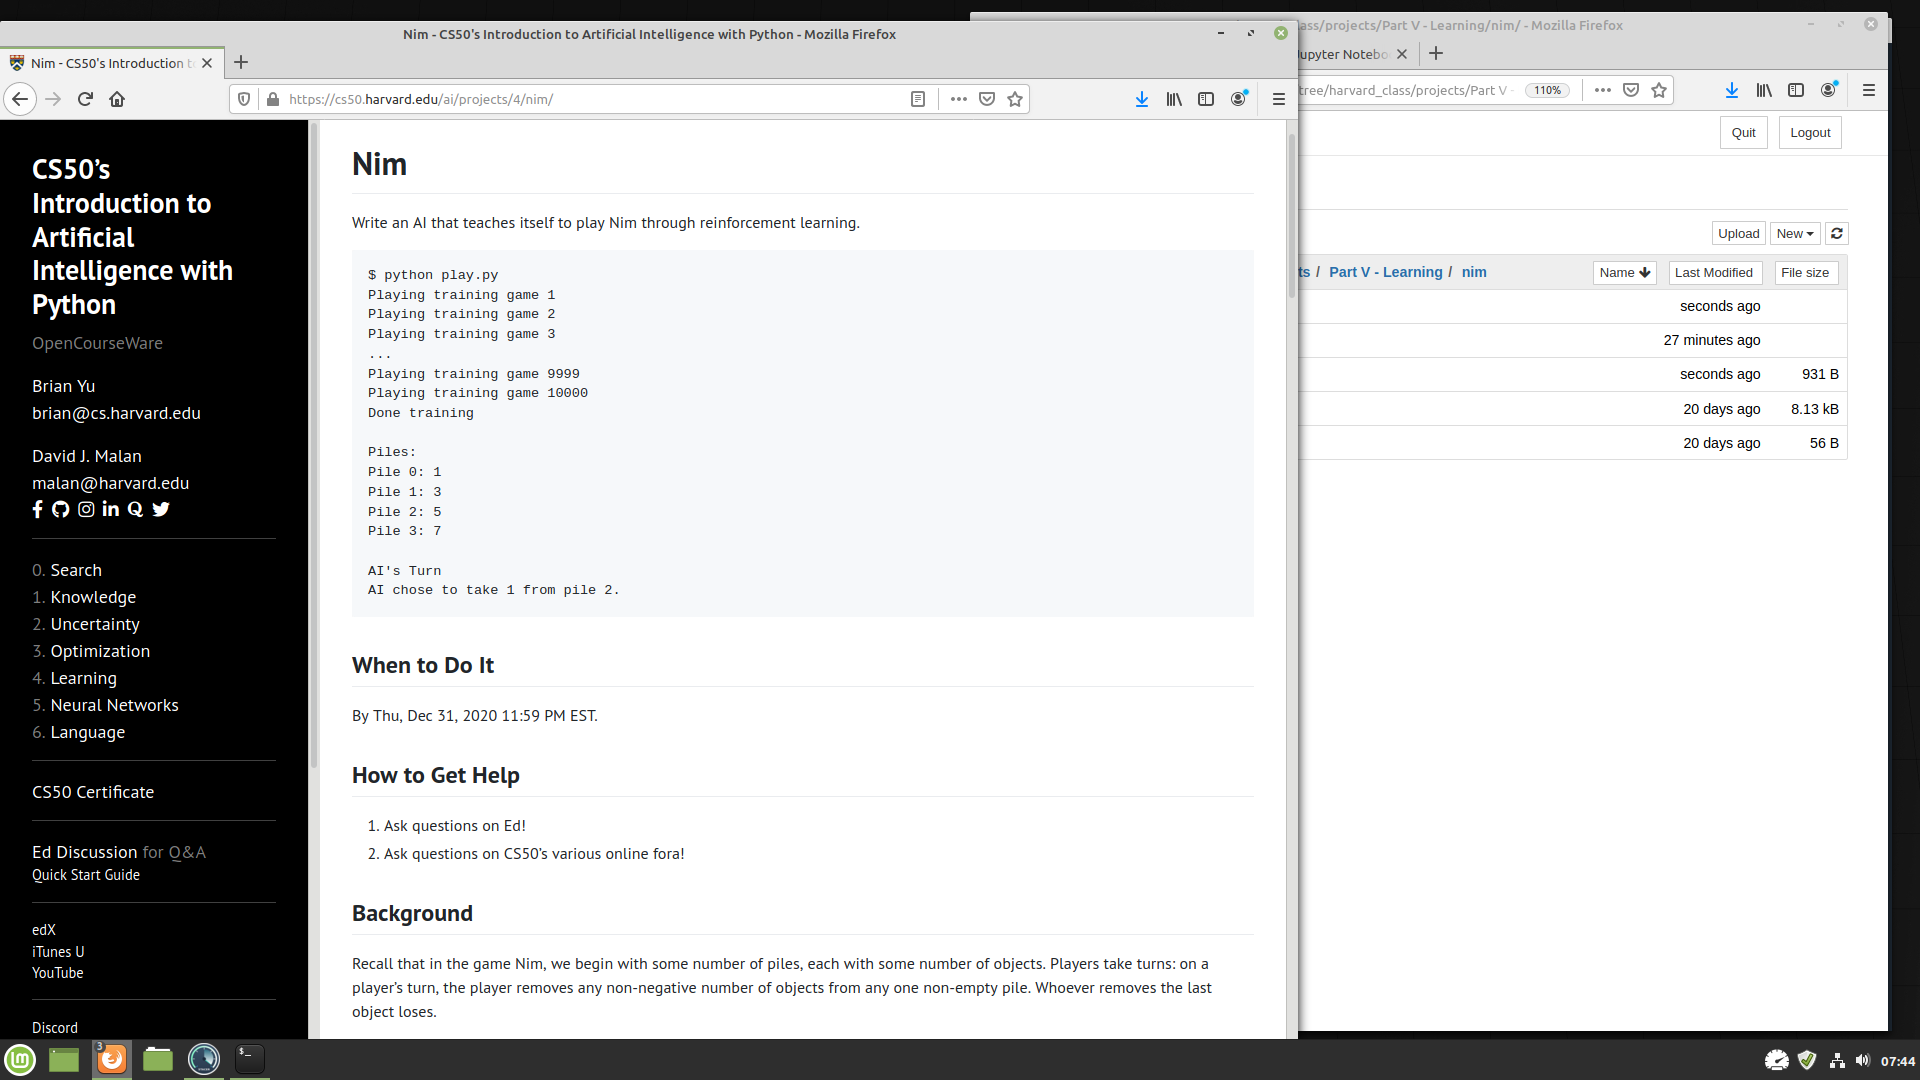 Nim - CS50's Introduction to Artificial Intelligence with Python - Mozilla Firefox
Nim - CS50's Introduction t
https://cs50.harvard.edu/ai/projects/4/nim/
CS50’s
Introduction to
Artificial
Intelligence with
Python
OpenCourseWare
Brian Yu
brian@cs.harvard.edu
David J. Malan
malan@harvard.edu
0. Search
1. Knowledge
2. Uncertainty
3. Optimization
4. Learning
5. Neural Networks
6. Language
CS50 Certificate
Ed Discussion for Q&A
Quick Start Guide
edX
iTunes U
YouTube
Discord
Nim
Write an AI that teaches itself to play Nim through reinforcement learning.
$ python play.py
Playing training game 1
Playing training game 2
Playing training game 3
...
Playing training game 9999
Playing training game 10000
Done training
Piles:
Pile 0: 1
Pile 1: 3
Pile 2: 5
Pile 3: 7
AI's Turn
AI chose to take 1 from pile 2.
When to Do It
By Thu, Dec 31, 2020 11:59 PM EST.
How to Get Help
1. Ask questions on Ed!
2. Ask questions on CS50’s various online fora!
Background
Recall that in the game Nim, we begin with some number of piles, each with some number of objects. Players take turns: on a
player’s turn, the player removes any non-negative number of objects from any one non-empty pile. Whoever removes the last
object loses.
ass/projects/Part V - Learning/nim/ - Mozilla Firefox
Jupyter Notebo
tree/harvard_class/projects/Part V - 110%
Quit Logout
Upload New
ts / Part V - Learning / nim Name Last Modified File size
seconds ago
27 minutes ago
seconds ago 931 B
20 days ago 8.13 kB
20 days ago 56 B
3
$_
07:44